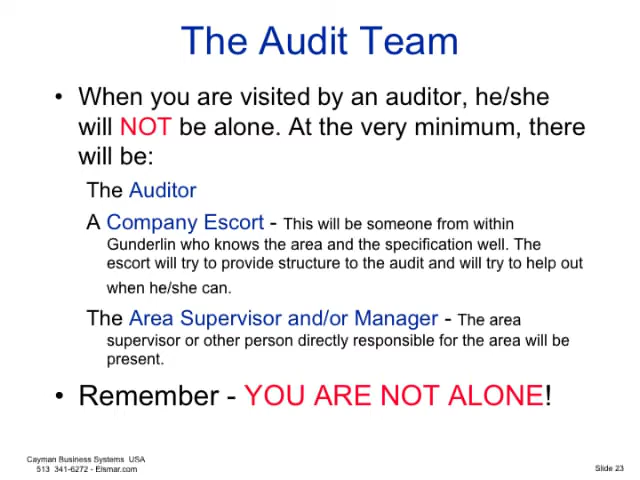 The Audit Team
• When you are visited by an auditor, he/she
will NOT be alone. At the very minimum, there
will be:
The Auditor
A Company Escort - This will be someone from within
Gunderlin who knows the area and the specification well. The
escort will try to provide structure to the audit and will try to help out
when he/she can.
The Area Supervisor and/or Manager - The area
supervisor or other person directly responsible for the area will be
present.
• Remember - YOU ARE NOT ALONE!
Cayman Business Systems USA
513 341-6272 - Elsmar.com
Slide 23